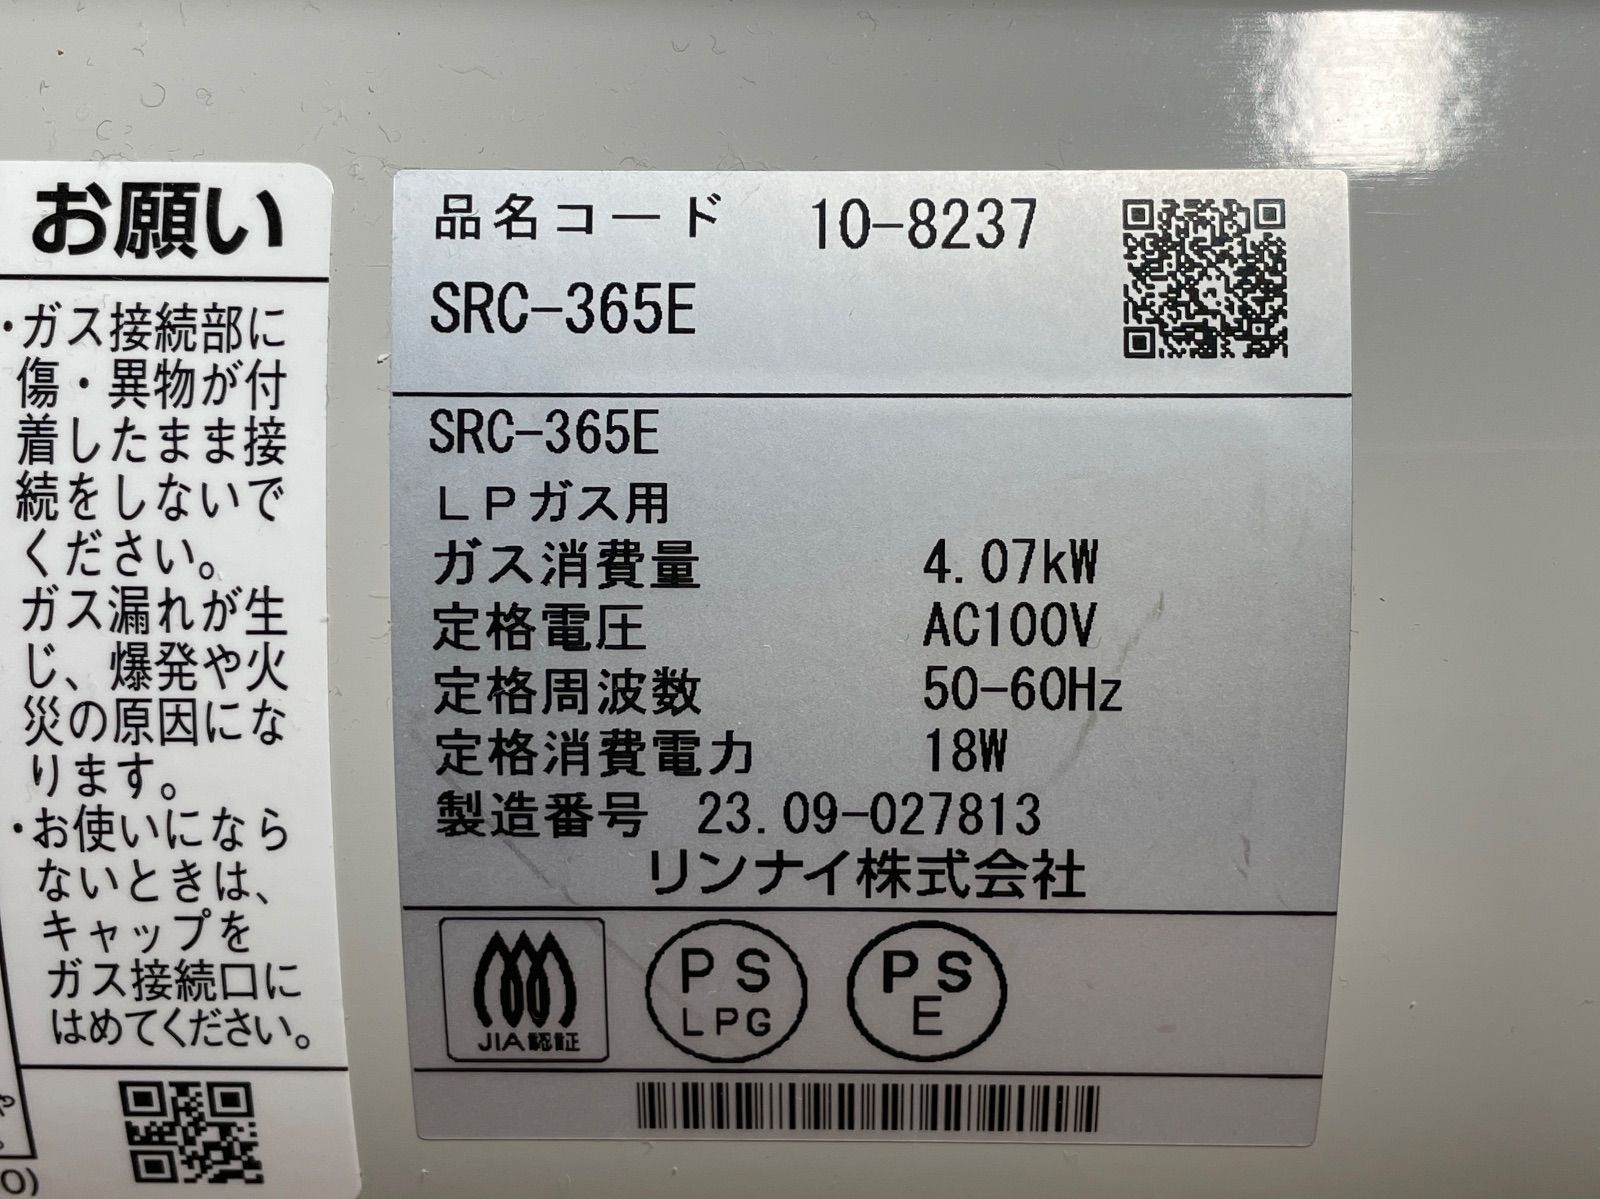 お願い
・ガス接続部に
傷・異物が付
着したまま接
続をしないで
ください。
ガス漏れが生
じ、爆発や火
災の原因にな
ります。
・お使いになら
ないときは、
キャップを
ガス接続口に
はめてください。
品名コード 10-8237
SRC-365E
SRC-365E
LPガス用
ガス消費量 4.07kW
定格電圧 AC100V
定格周波数 50-60Hz
定格消費電力 18W
製造番号 23.09-027813
リンナイ株式会社
JIA認証
PS
LPG
PS
E